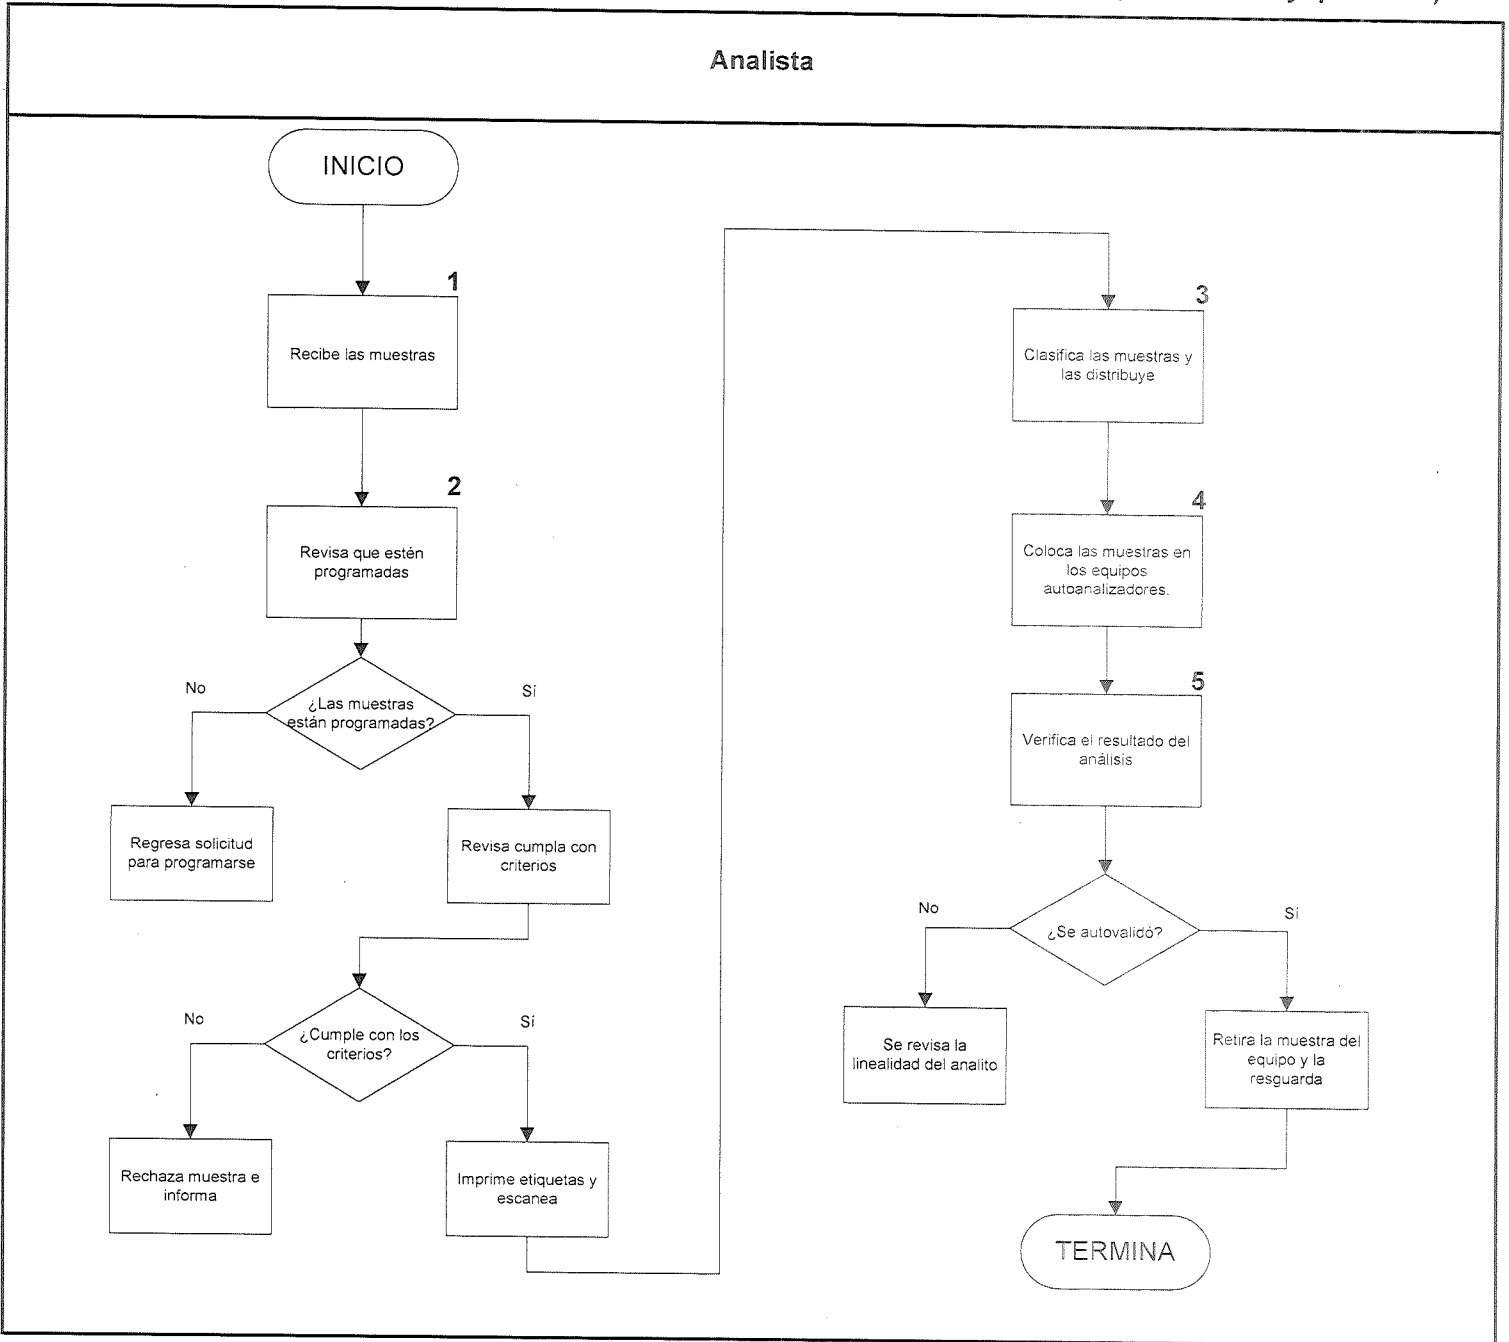 Analista
INICIO
1
Recibe las muestras
2
Revisa que estén
programadas
No
Sí
¿Las muestras
están programadas?
Regresa solicitud
para programarse
Revisa cumpla con
criterios
No
Sí
¿Cumple con los
criterios?
Rechaza muestra e
informa
Imprime etiquetas y
escanea
3
Clasifica las muestras y
las distribuye
4
Coloca las muestras en
los equipos
autoanalizadores.
5
Verifica el resultado del
análisis
No
Sí
¿Se autovalidó?
Se revisa la
linealidad del analito
Retira la muestra del
equipo y la
resguarda
TERMINA